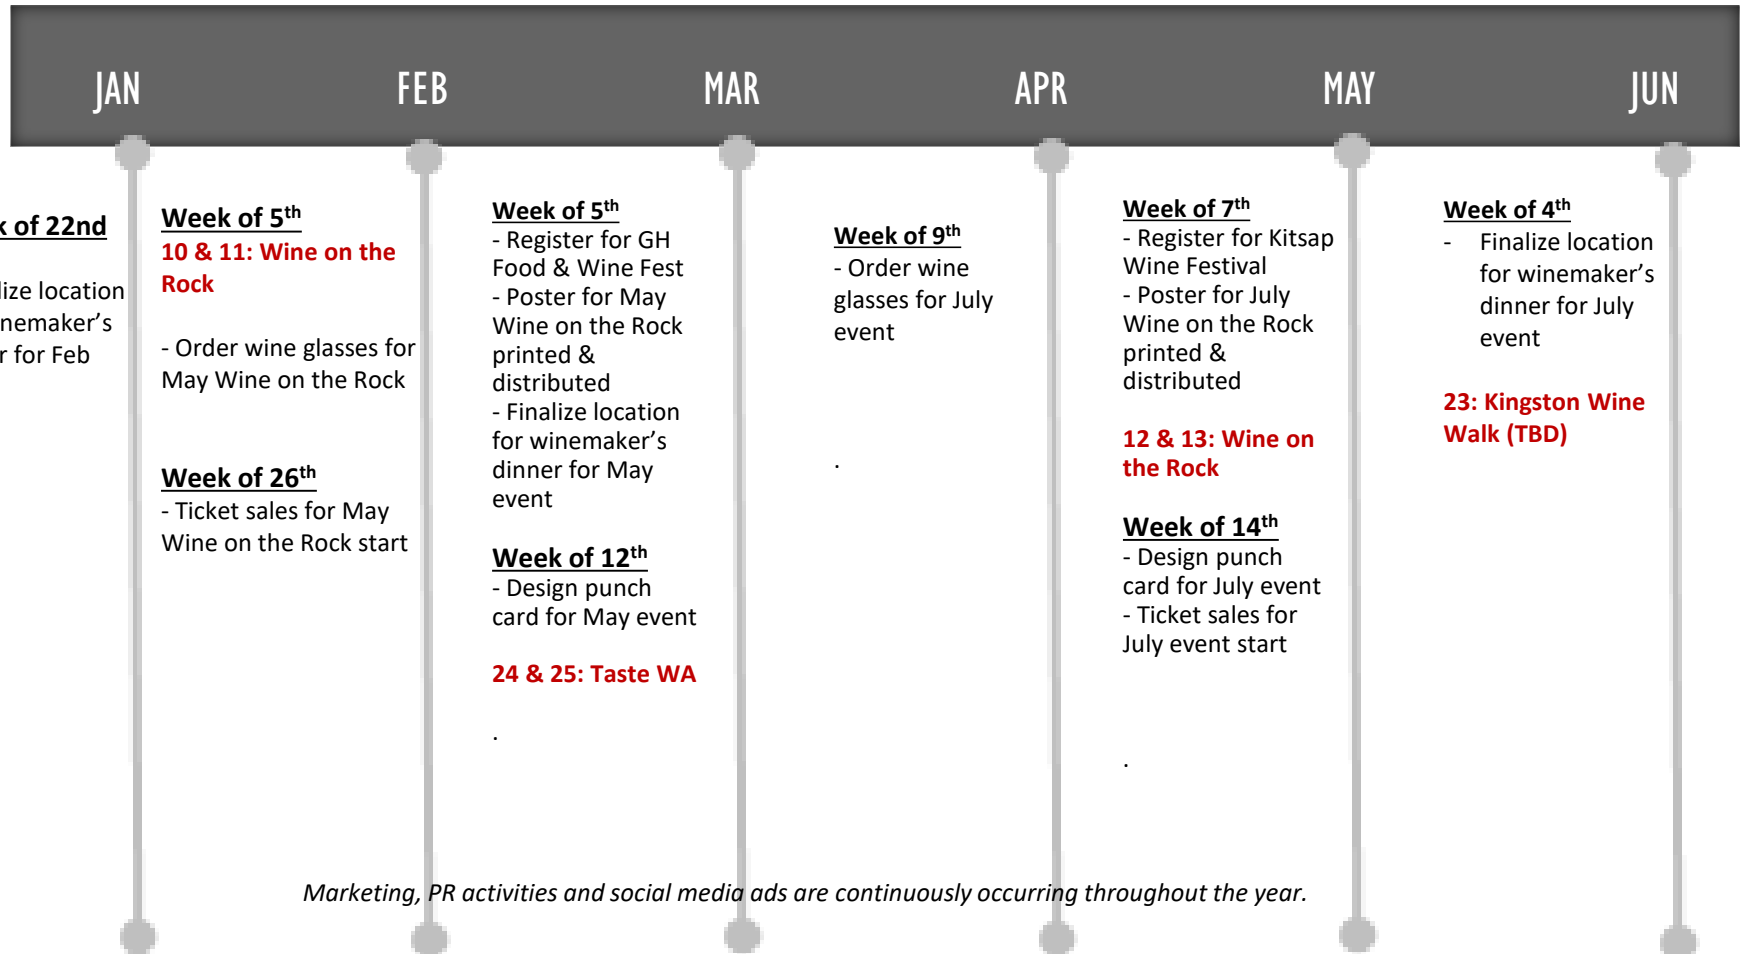 JAN FEB MAR APR MAY JUN
k of 22nd
lize location
nemaker’s
r for Feb
Week of 5th
10 & 11: Wine on the
Rock
- Order wine glasses for
May Wine on the Rock
Week of 26th
- Ticket sales for May
Wine on the Rock start
Week of 5th
- Register for GH
Food & Wine Fest
- Poster for May
Wine on the Rock
printed &
distributed
- Finalize location
for winemaker’s
dinner for May
event
Week of 12th
- Design punch
card for May event
24 & 25: Taste WA
.
Week of 9th
- Order wine
glasses for July
event
.
Week of 7th
- Register for Kitsap
Wine Festival
- Poster for July
Wine on the Rock
printed &
distributed
12 & 13: Wine on
the Rock
Week of 14th
- Design punch
card for July event
- Ticket sales for
July event start
.
Week of 4th
- Finalize location
for winemaker’s
dinner for July
event
23: Kingston Wine
Walk (TBD)
Marketing, PR activities and social media ads are continuously occurring throughout the year.